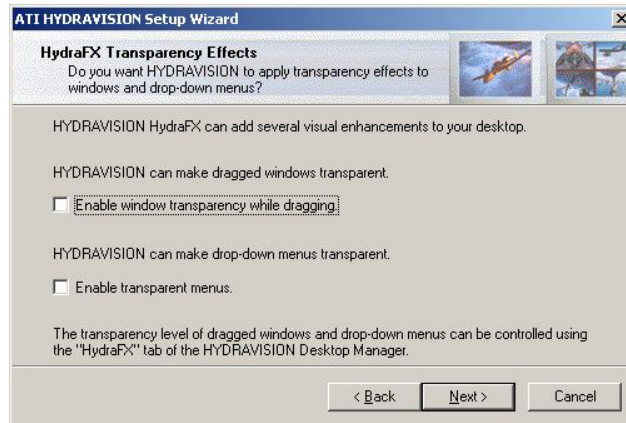 ATI HYDRAVISION Setup Wizard
HydraFX Transparency Effects
Do you want HYDRAVISION to apply transparency effects to
windows and drop-down menus?
HYDRAVISION HydraFX can add several visual enhancements to your desktop.
HYDRAVISION can make dragged windows transparent.
Enable window transparency while dragging.
HYDRAVISION can make drop-down menus transparent.
Enable transparent menus.
The transparency level of dragged windows and drop-down menus can be controlled using
the "HydraFX" tab of the HYDRAVISION Desktop Manager.
< Back Next > Cancel